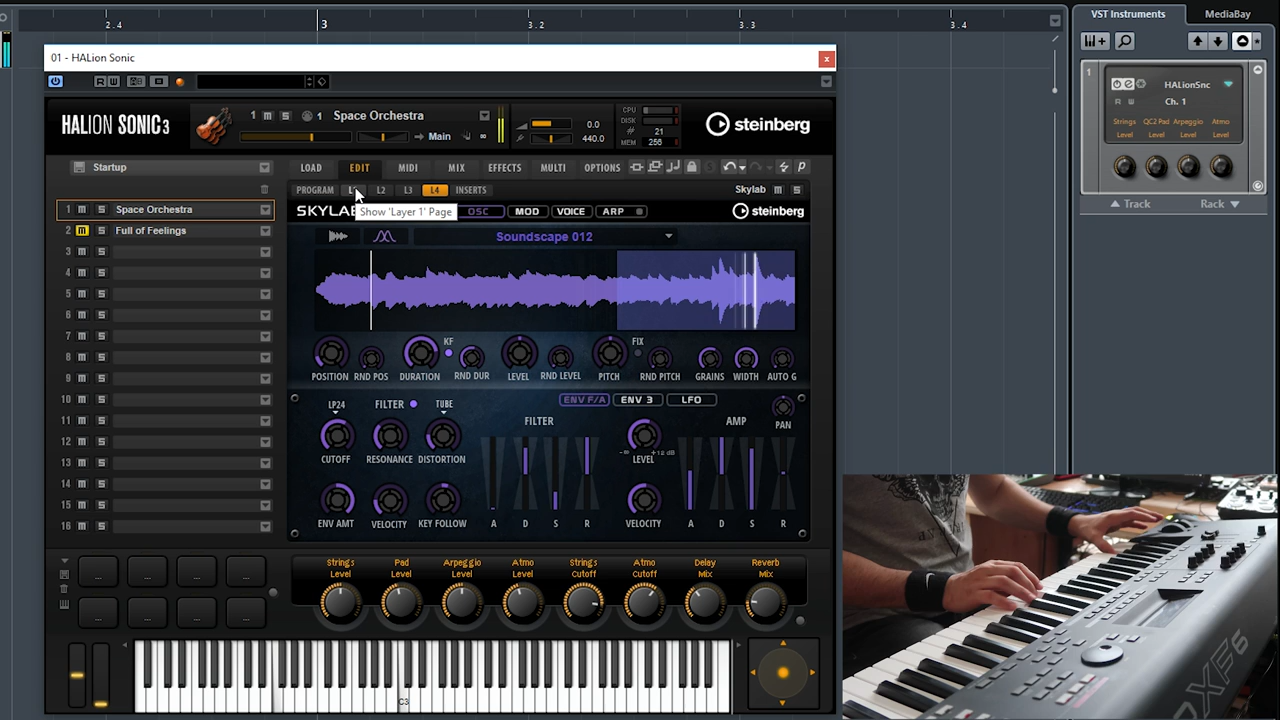 2.4 3 3.2 3.3 3.4
VST Instruments MediaBay
01 - HALion Sonic x
R W
1 HALionSnc
R W Ch. 1
Strings QC2 Pad Arpeggio Atmo
Level Level Level Level
Track Rack
HALION SONIC 3
1 M S 1 Space Orchestra
Main ∞
0.0
440.0
CPU
DISK
# 21
MEM 256
steinberg
Startup
LOAD EDIT MIDI MIX EFFECTS MULTI OPTIONS
PROGRAM L1 L2 L3 L4 INSERTS Skylab M S
Show 'Layer 1' Page
SKYLAB OSC MOD VOICE ARP steinberg
1 M S Space Orchestra
2 M S Full of Feelings
3 M S
4 M S
5 M S
6 M S
7 M S
8 M S
9 M S
10 M S
11 M S
12 M S
13 M S
14 M S
15 M S
16 M S
Soundscape 012
KF FIX
POSITION RND POS DURATION RND DUR LEVEL RND LEVEL PITCH RND PITCH GRAINS WIDTH AUTO G
LP24 FILTER TUBE
ENV F/A ENV 3 LFO
FILTER AMP PAN
CUTOFF RESONANCE DISTORTION LEVEL
-∞ +12 dB
ENV AMT VELOCITY KEY FOLLOW A D S R VELOCITY A D S R
... ... ... ...
... ... ... ...
Strings Level
Pad Level
Arpeggio Level
Atmo Level
Strings Cutoff
Atmo Cutoff
Delay Mix
Reverb Mix
C3
XF6